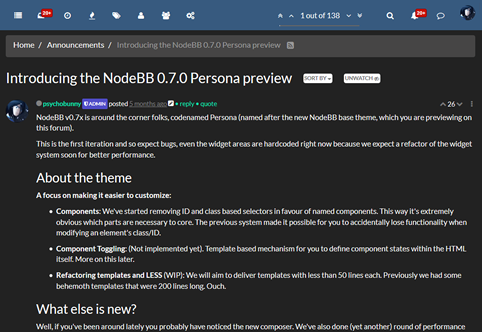 20+
1 out of 138
20+
Home / Announcements / Introducing the NodeBB 0.7.0 Persona preview
Introducing the NodeBB 0.7.0 Persona preview SORT BY UNWATCH
psychobunny ADMIN posted 5 months ago • reply • quote 26
NodeBB v0.7x is around the corner folks, codenamed Persona (named after the new NodeBB base theme, which you are previewing on
this forum).
This is the first iteration and so expect bugs, even the widget areas are hardcoded right now because we expect a refactor of the widget
system soon for better performance.
About the theme
A focus on making it easier to customize:
• Components: We've started removing ID and class based selectors in favour of named components. This way it's extremely
obvious which parts are necessary to core. The previous system made it possible for you to accidentally lose functionality when
modifying an element's class/ID.
• Component Toggling: (Not implemented yet). Template based mechanism for you to define component states within the HTML
itself. More on this later.
• Refactoring templates and LESS (WIP): We will aim to deliver templates with less than 50 lines each. Previously we had some
behemoth templates that were 200 lines long. Ouch.
What else is new?
Well, if you've been around lately you probably have noticed the new composer. We've also done (yet another) round of performance